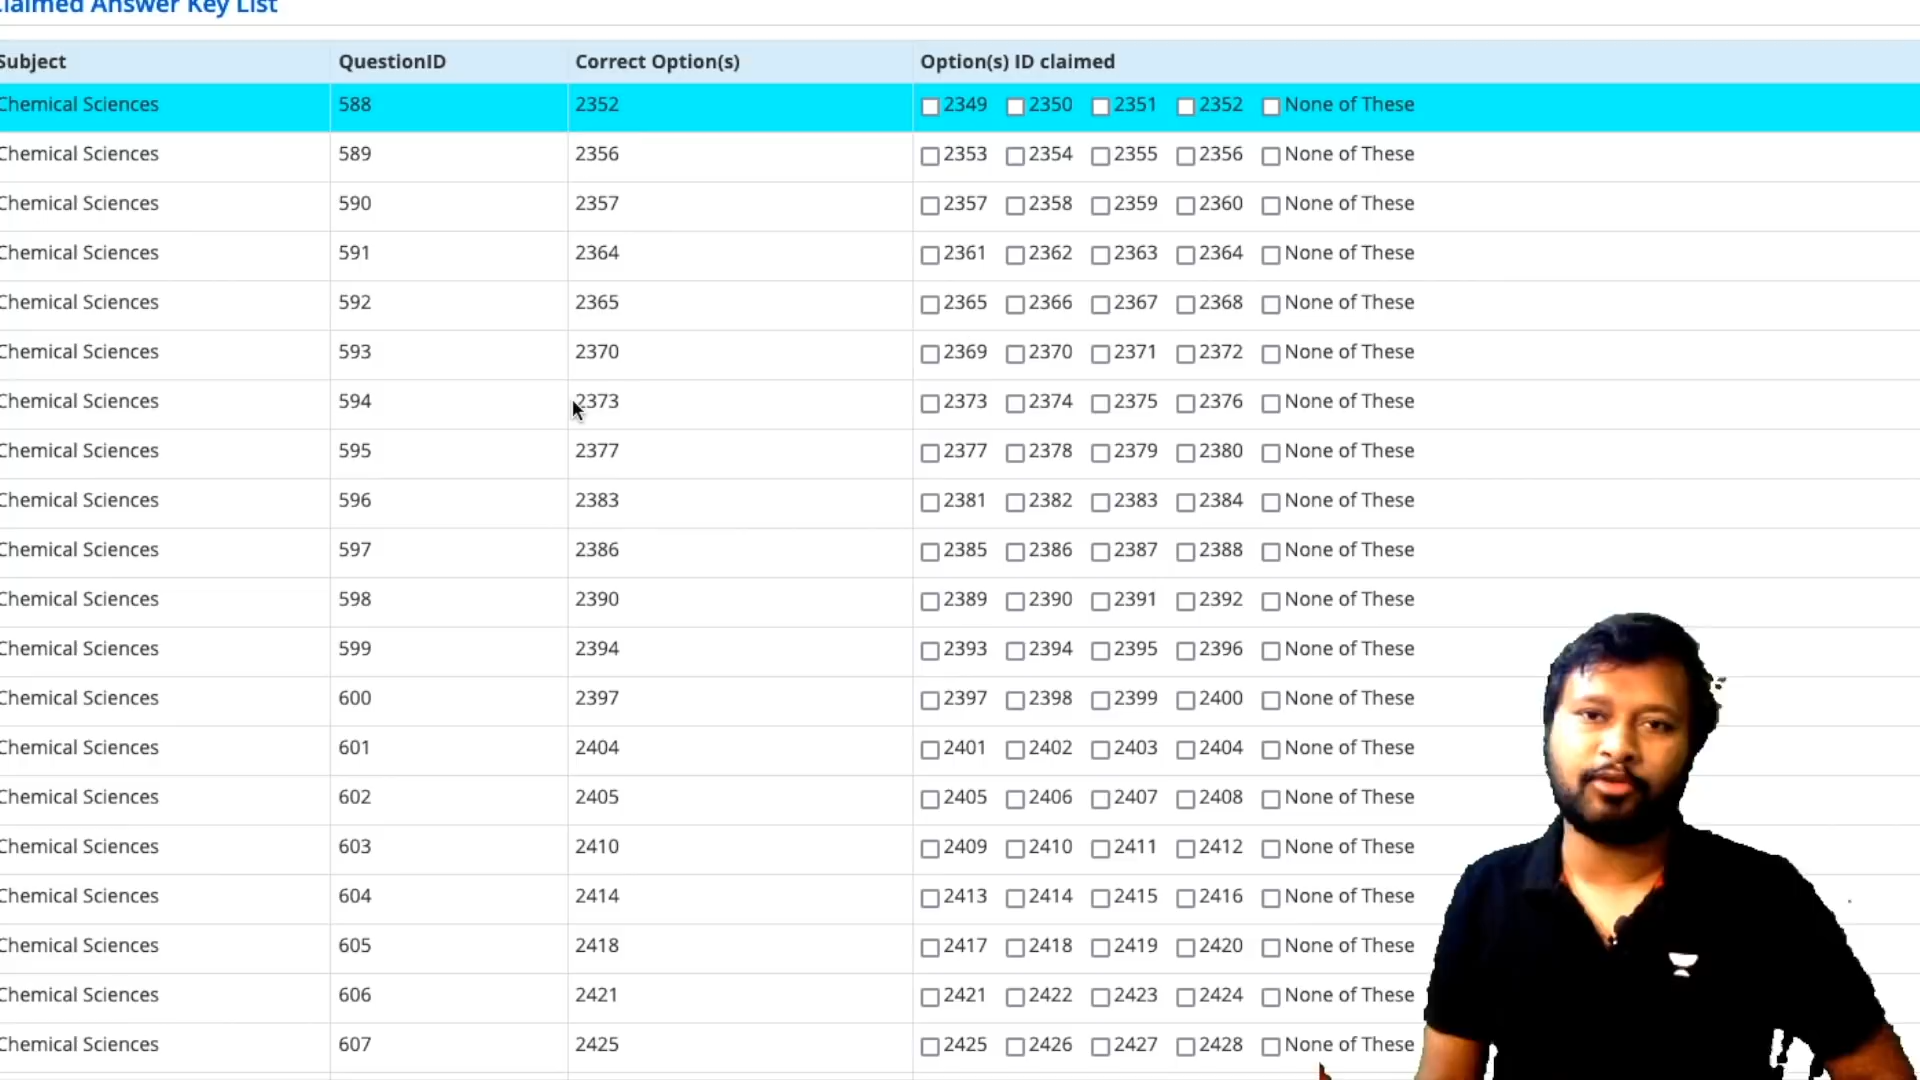 Claimed Answer Key List
Subject QuestionID Correct Option(s) Option(s) ID claimed
Chemical Sciences 588 2352 2349 2350 2351 2352 None of These
Chemical Sciences 589 2356 2353 2354 2355 2356 None of These
Chemical Sciences 590 2357 2357 2358 2359 2360 None of These
Chemical Sciences 591 2364 2361 2362 2363 2364 None of These
Chemical Sciences 592 2365 2365 2366 2367 2368 None of These
Chemical Sciences 593 2370 2369 2370 2371 2372 None of These
Chemical Sciences 594 2373 2373 2374 2375 2376 None of These
Chemical Sciences 595 2377 2377 2378 2379 2380 None of These
Chemical Sciences 596 2383 2381 2382 2383 2384 None of These
Chemical Sciences 597 2386 2385 2386 2387 2388 None of These
Chemical Sciences 598 2390 2389 2390 2391 2392 None of These
Chemical Sciences 599 2394 2393 2394 2395 2396 None of These
Chemical Sciences 600 2397 2397 2398 2399 2400 None of These
Chemical Sciences 601 2404 2401 2402 2403 2404 None of These
Chemical Sciences 602 2405 2405 2406 2407 2408 None of These
Chemical Sciences 603 2410 2409 2410 2411 2412 None of These
Chemical Sciences 604 2414 2413 2414 2415 2416 None of These
Chemical Sciences 605 2418 2417 2418 2419 2420 None of These
Chemical Sciences 606 2421 2421 2422 2423 2424 None of These
Chemical Sciences 607 2425 2425 2426 2427 2428 None of These